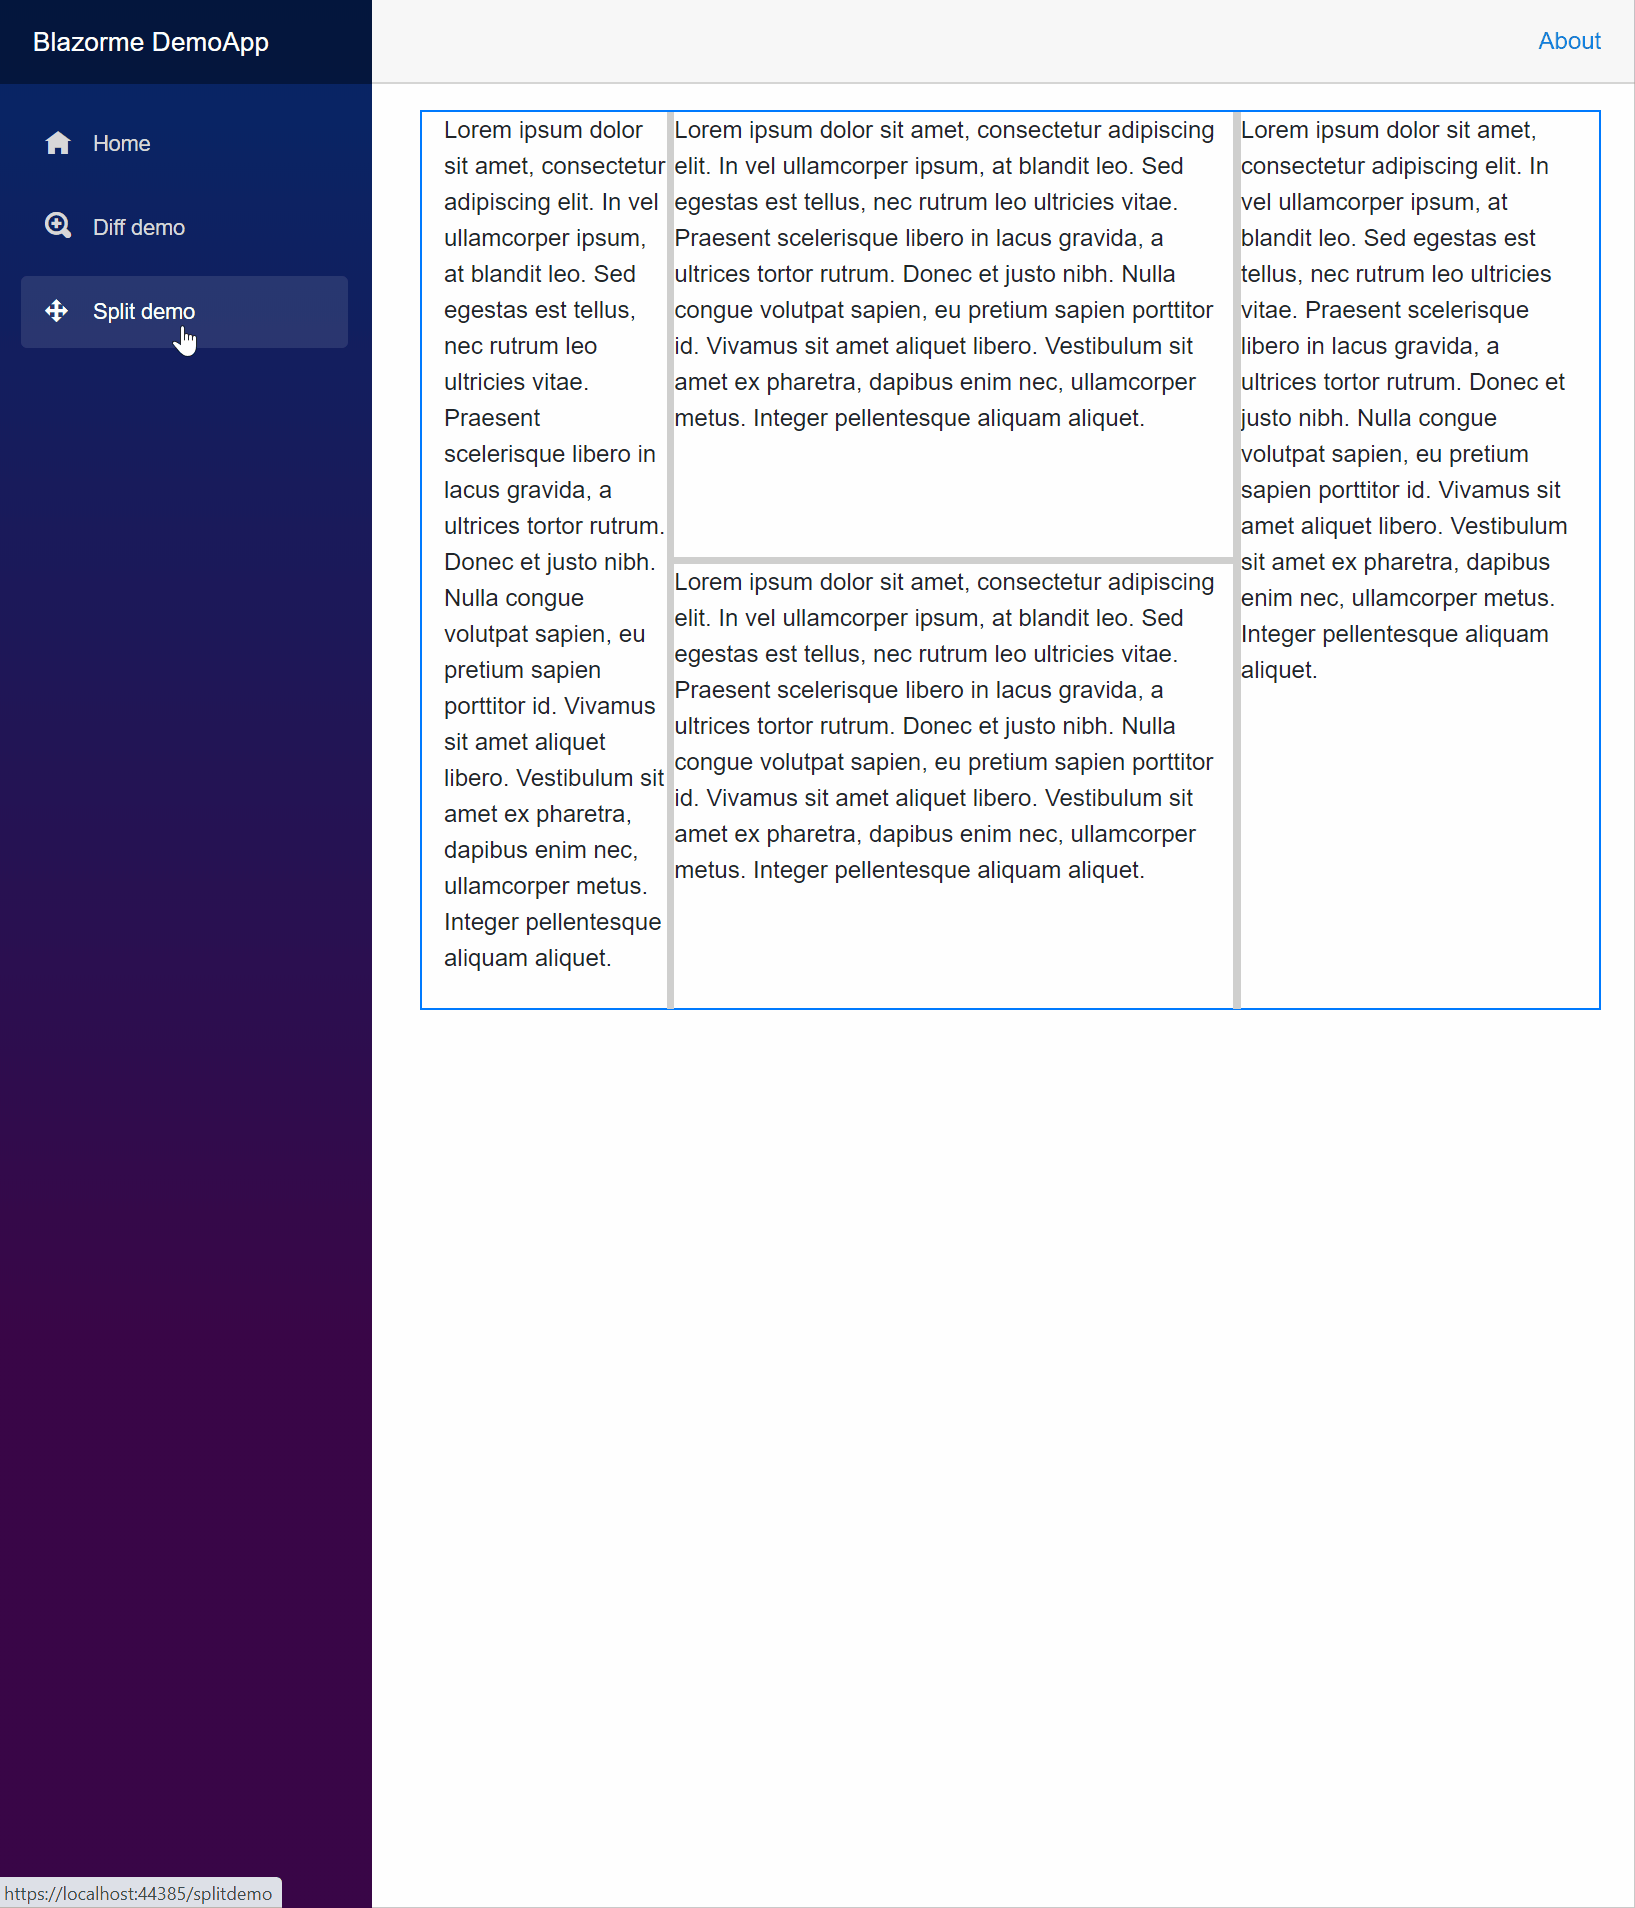 Blazorme DemoApp
About
Home
Diff demo
Split demo
Lorem ipsum dolor
sit amet, consectetur
adipiscing elit. In vel
ullamcorper ipsum,
at blandit leo. Sed
egestas est tellus,
nec rutrum leo
ultricies vitae.
Praesent
scelerisque libero in
lacus gravida, a
ultrices tortor rutrum.
Donec et justo nibh.
Nulla congue
volutpat sapien, eu
pretium sapien
porttitor id. Vivamus
sit amet aliquet
libero. Vestibulum sit
amet ex pharetra,
dapibus enim nec,
ullamcorper metus.
Integer pellentesque
aliquam aliquet.
Lorem ipsum dolor sit amet, consectetur adipiscing
elit. In vel ullamcorper ipsum, at blandit leo. Sed
egestas est tellus, nec rutrum leo ultricies vitae.
Praesent scelerisque libero in lacus gravida, a
ultrices tortor rutrum. Donec et justo nibh. Nulla
congue volutpat sapien, eu pretium sapien porttitor
id. Vivamus sit amet aliquet libero. Vestibulum sit
amet ex pharetra, dapibus enim nec, ullamcorper
metus. Integer pellentesque aliquam aliquet.
Lorem ipsum dolor sit amet, consectetur adipiscing
elit. In vel ullamcorper ipsum, at blandit leo. Sed
egestas est tellus, nec rutrum leo ultricies vitae.
Praesent scelerisque libero in lacus gravida, a
ultrices tortor rutrum. Donec et justo nibh. Nulla
congue volutpat sapien, eu pretium sapien porttitor
id. Vivamus sit amet aliquet libero. Vestibulum sit
amet ex pharetra, dapibus enim nec, ullamcorper
metus. Integer pellentesque aliquam aliquet.
Lorem ipsum dolor sit amet,
consectetur adipiscing elit. In
vel ullamcorper ipsum, at
blandit leo. Sed egestas est
tellus, nec rutrum leo ultricies
vitae. Praesent scelerisque
libero in lacus gravida, a
ultrices tortor rutrum. Donec et
justo nibh. Nulla congue
volutpat sapien, eu pretium
sapien porttitor id. Vivamus sit
amet aliquet libero. Vestibulum
sit amet ex pharetra, dapibus
enim nec, ullamcorper metus.
Integer pellentesque aliquam
aliquet.
https://localhost:44385/splitdemo